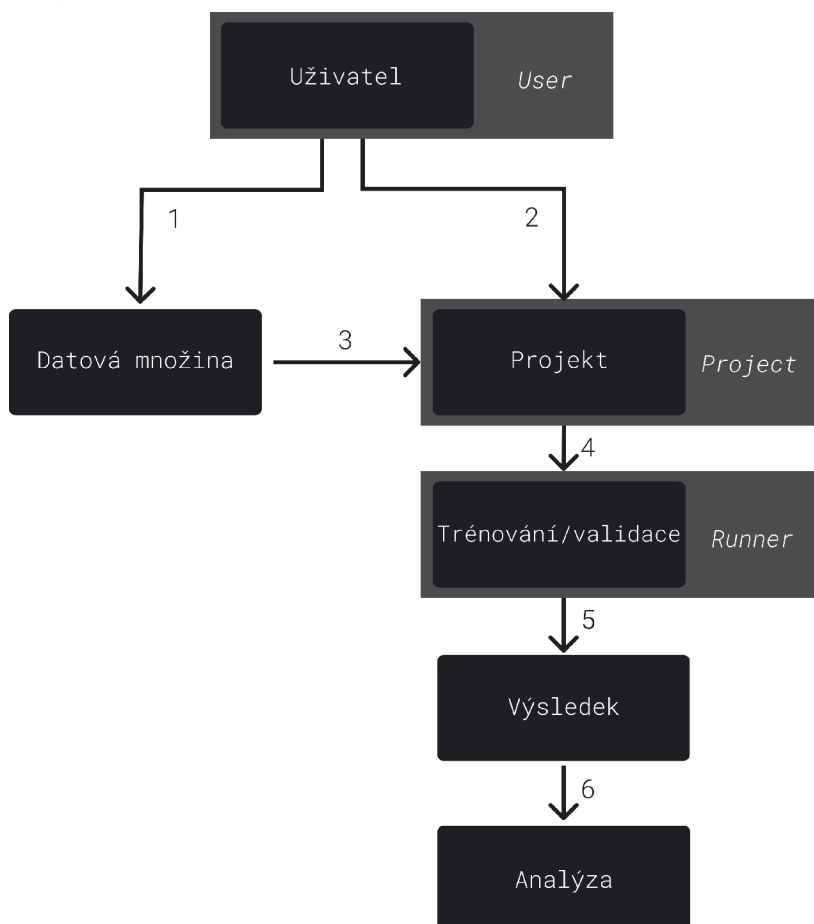 Uživatel
User
1
2
Datová množina
3
Projekt
Project
4
Trénování/validace
Runner
5
Výsledek
6
Analýza